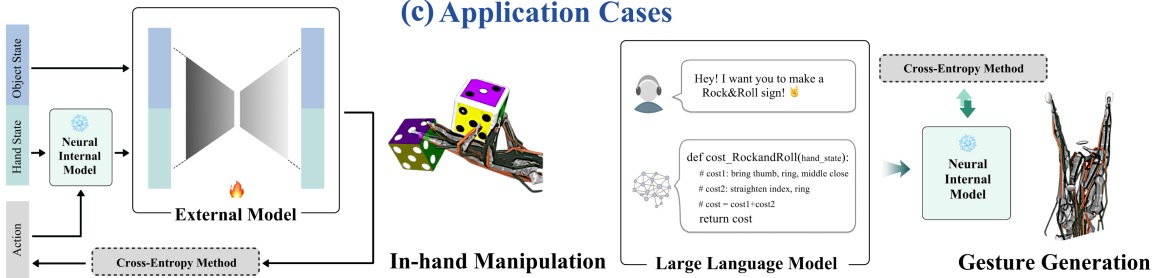 (c) Application Cases
Object State
Hand State
Action
Neural
Internal
Model
External Model
Cross-Entropy Method
In-hand Manipulation
Hey! I want you to make a
Rock&Roll sign! 🤘
def cost_RockandRoll(hand_state):
# cost1: bring thumb, ring, middle close
# cost2: straighten index, ring
# cost = cost1+cost2
return cost
Large Language Model
Cross-Entropy Method
Neural
Internal
Model
Gesture Generation